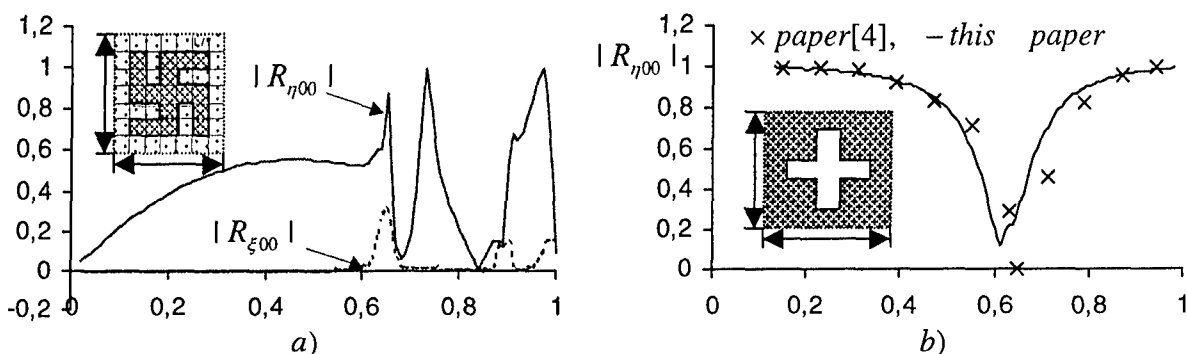 1,2
1
0,8
0,6
0,4
0,2
0
-0,2
| R_η00 |
| R_ξ00 |
0 0,2 0,4 0,6 0,8 1
a)
1,2
1
0,8
0,6
0,4
0,2
0
| R_η00 |
× paper[4], – this paper
0 0,2 0,4 0,6 0,8 1
b)